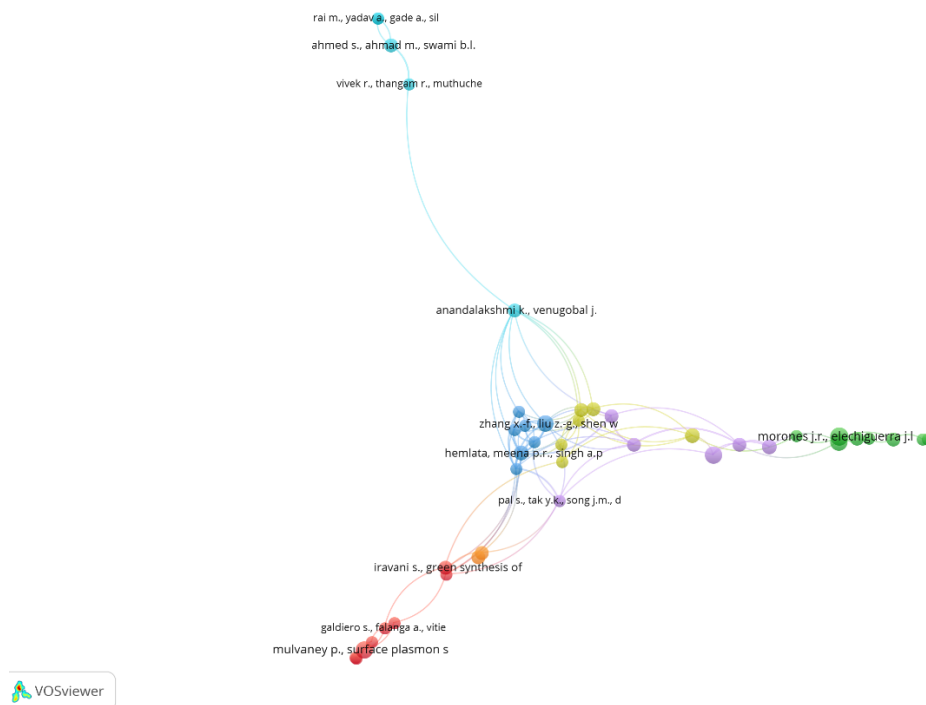 rai m., yadav a., gade a., sil
ahmed s., ahmad m., swami b.l.
vivek r., thangam r., muthuche
anandalakshmi k., venugobal j.
zhang x.-f., liu z.-g., shen w
morones j.r., elechiguerra j.l
hemlata, meena p.r., singh a.p
pal s., tak y.k., song j.m., d
iravani s., green synthesis of
galdiero s., falanga a., vitie
mulvaney p., surface plasmon s
VOSviewer